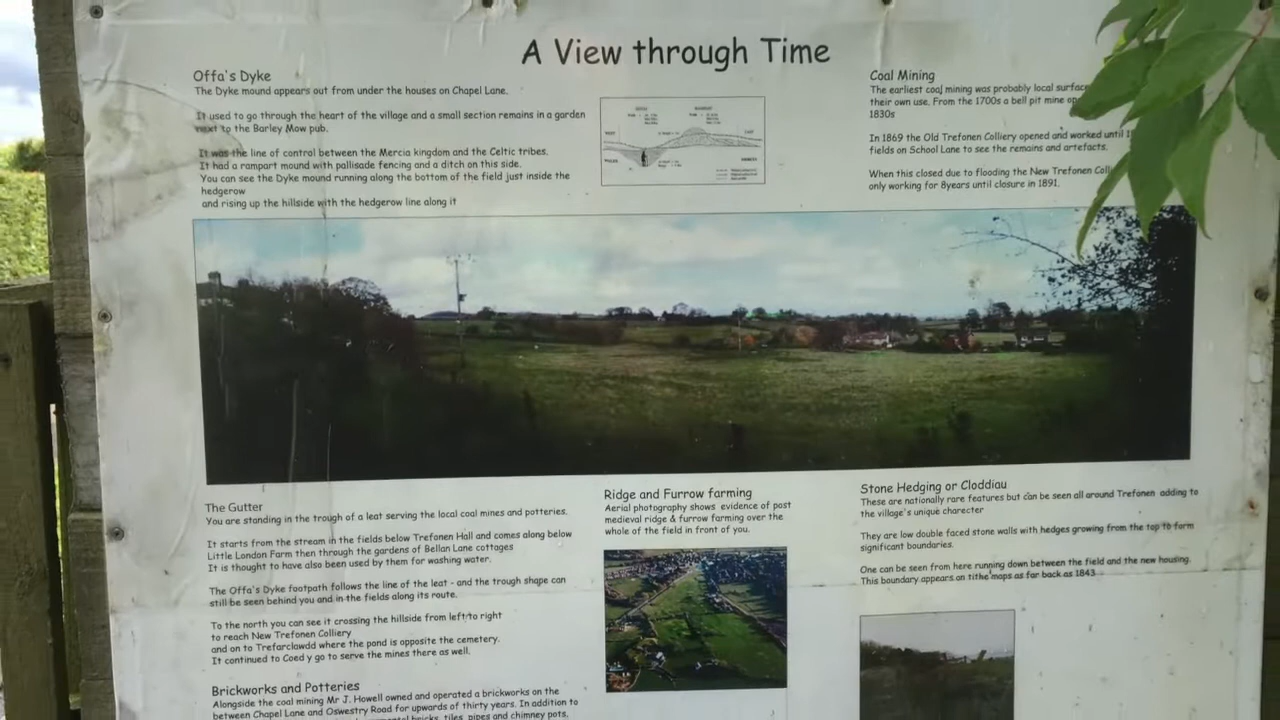 A View through Time
Offa's Dyke
The Dyke mound appears out from under the houses on Chapel Lane.
It used to go through the heart of the village and a small section remains in a garden
next to the Barley Mow pub.
It was the line of control between the Mercia kingdom and the Celtic tribes.
It had a rampart mound with pallisade fencing and a ditch on this side.
You can see the Dyke mound running along the bottom of the field just inside the
hedgerow
and rising up the hillside with the hedgerow line along it
Coal Mining
The earliest coal mining was probably local surface
their own use. From the 1700s a bell pit mine op
1830s
In 1869 the Old Trefonen Colliery opened and worked until
fields on School Lane to see the remains and artefacts.
When this closed due to flooding the New Trefonen Coll
only working for 8years until closure in 1891.
The Gutter
You are standing in the trough of a leat serving the local coal mines and potteries.
It starts from the stream in the fields below Trefonen Hall and comes along below
Little London Farm then through the gardens of Bellan Lane cottages
It is thought to have also been used by them for washing water.
The Offa's Dyke footpath follows the line of the leat - and the trough shape can
still be seen behind you and in the fields along its route.
To the north you can see it crossing the hillside from left to right
to reach New Trefonen Colliery
and on to Trefarclawdd where the pond is opposite the cemetery.
It continued to Coed y go to serve the mines there as well.
Brickworks and Potteries
Alongside the coal mining Mr J. Howell owned and operated a brickworks on the
between Chapel Lane and Oswestry Road for upwards of thirty years. In addition to
bricks, tiles, pipes and chimney pots.
Ridge and Furrow farming
Aerial photography shows evidence of post
medieval ridge & furrow farming over the
whole of the field in front of you.
Stone Hedging or Cloddiau
These are nationally rare features but can be seen all around Trefonen adding to
the village's unique charecter
They are low double faced stone walls with hedges growing from the top to form
significant boundaries.
One can be seen from here running down between the field and the new housing.
This boundary appears on tithe maps as far back as 1843